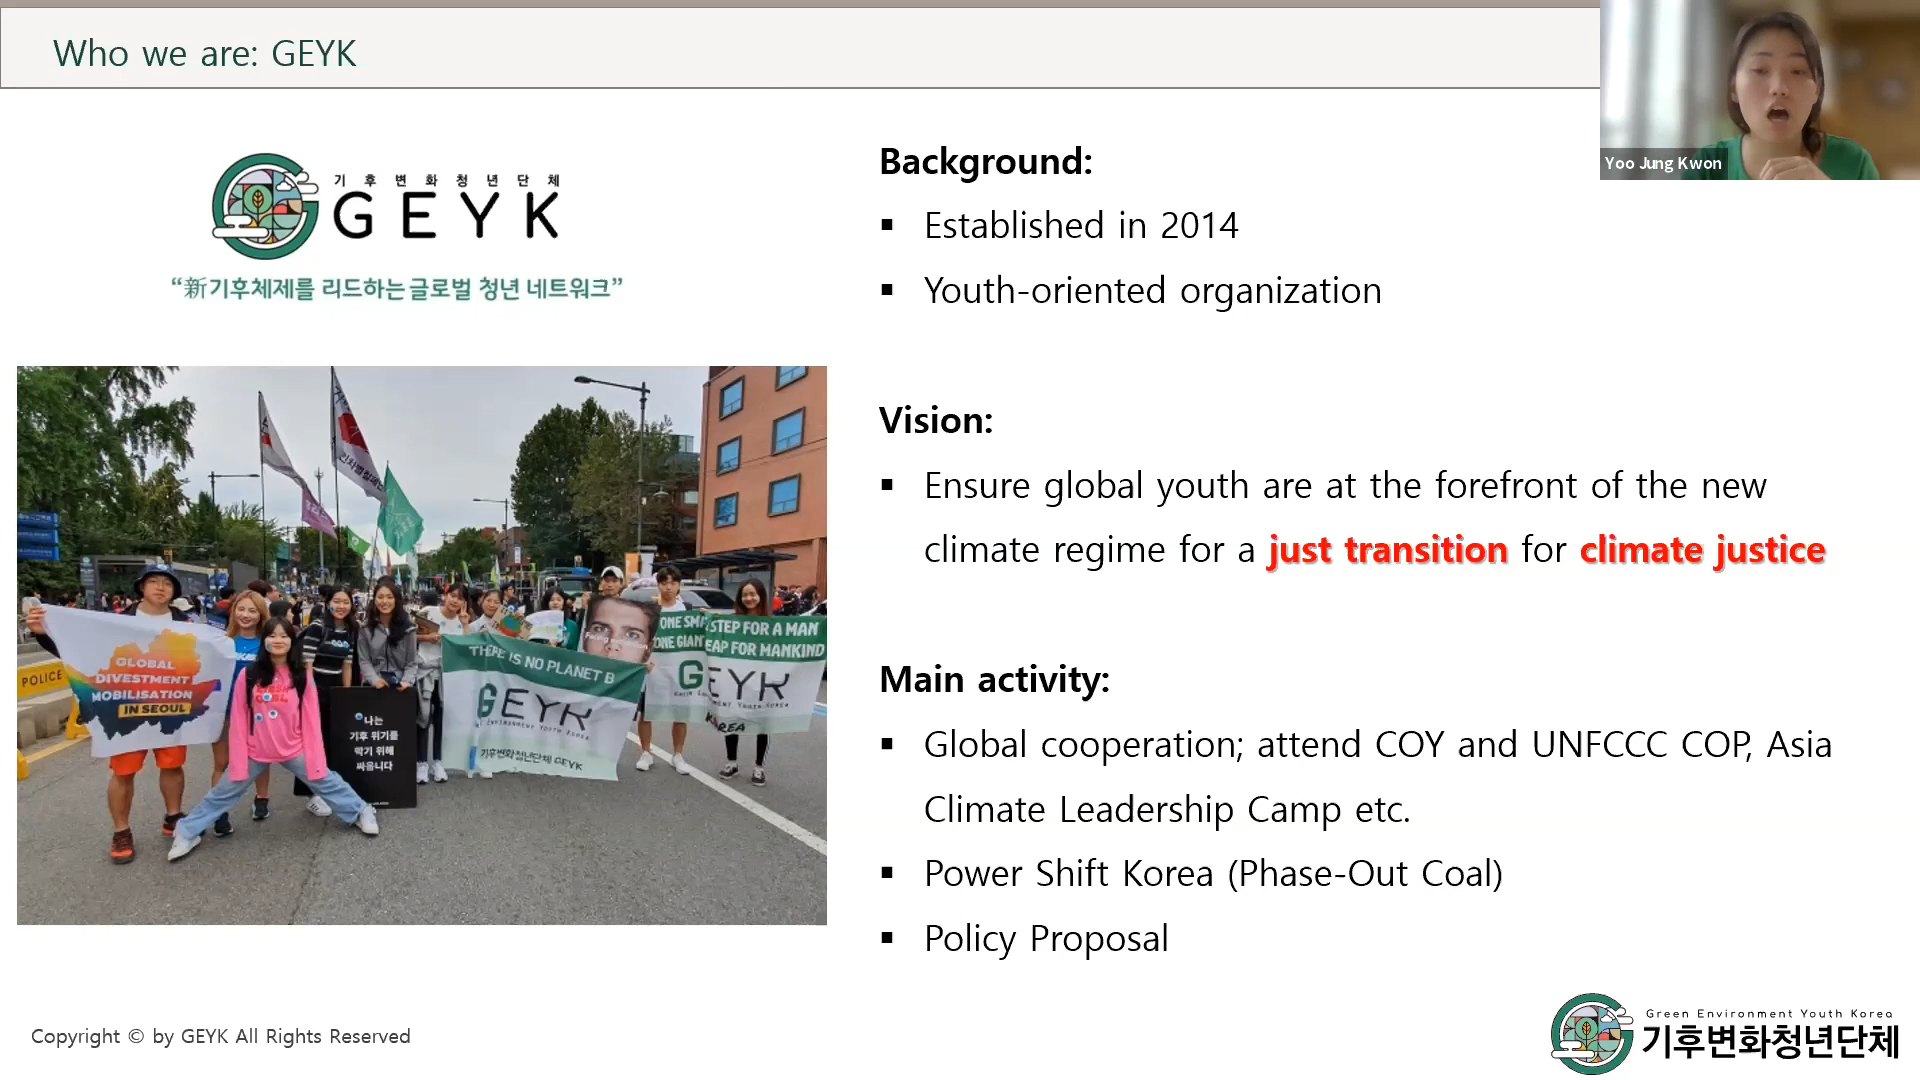 Who we are: GEYK
Yoo Jung Kwon
기후변화청년단체
GEYK
“新기후체제를 리드하는 글로벌 청년 네트워크”
Background:
▪ Established in 2014
▪ Youth-oriented organization
Vision:
▪ Ensure global youth are at the forefront of the new
climate regime for a just transition for climate justice
Main activity:
▪ Global cooperation; attend COY and UNFCCC COP, Asia
Climate Leadership Camp etc.
▪ Power Shift Korea (Phase-Out Coal)
▪ Policy Proposal
POLICE
GLOBAL
DIVESTMENT
MOBILISATION
IN SEOUL
나는
기후 위기를
막기 위해
싸웁니다
THERE IS NO PLANET B
GEYK
ENVIRONMENT YOUTH KOREA
기후변화청년단체 GEYK
ONE SMA STEP FOR A MAN
ONE GIAN EAP FOR MANKIND
G EYK
Copyright © by GEYK All Rights Reserved
Green Environment Youth Korea
기후변화청년단체